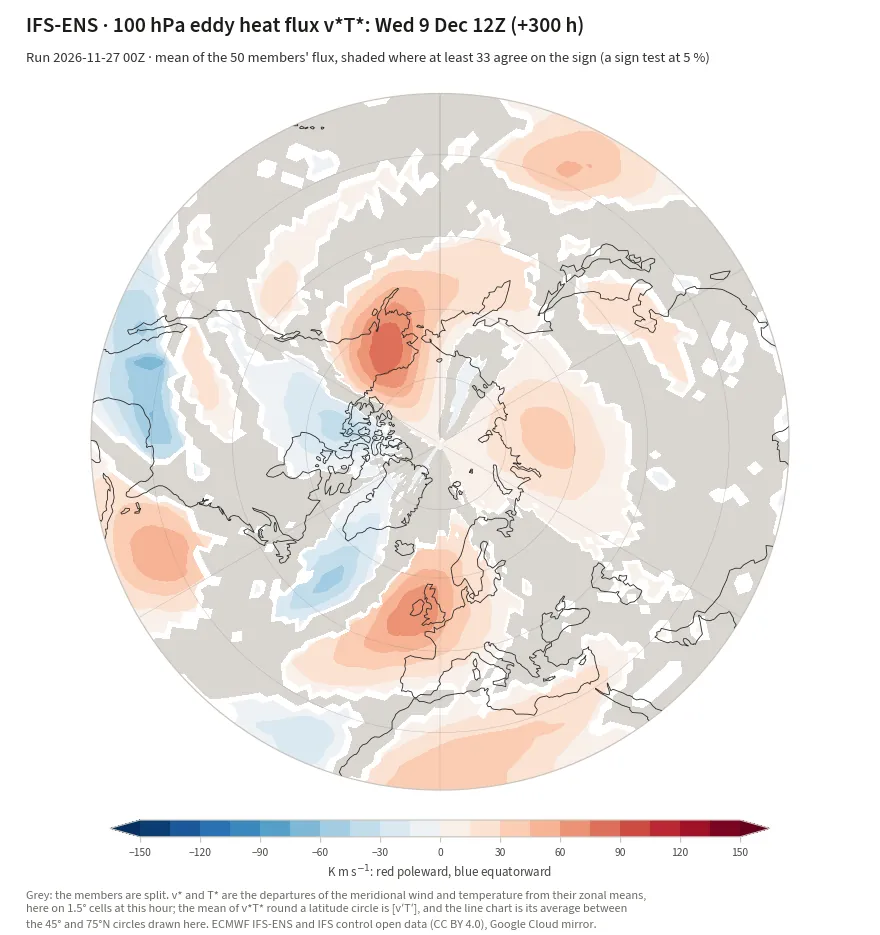 IFS-ENS · 100 hPa eddy heat flux v*T*: Wed 9 Dec 12Z (+300 h)
Run 2026-11-27 00Z · mean of the 50 members' flux, shaded where at least 33 agree on the sign (a sign test at 5 %)
−150 −120 −90 −60 −30 0 30 60 90 120 150
K m s⁻¹: red poleward, blue equatorward
Grey: the members are split. v* and T* are the departures of the meridional wind and temperature from their zonal means,
here on 1.5° cells at this hour; the mean of v*T* round a latitude circle is [v′T′], and the line chart is its average between
the 45° and 75°N circles drawn here. ECMWF IFS-ENS and IFS control open data (CC BY 4.0), Google Cloud mirror.